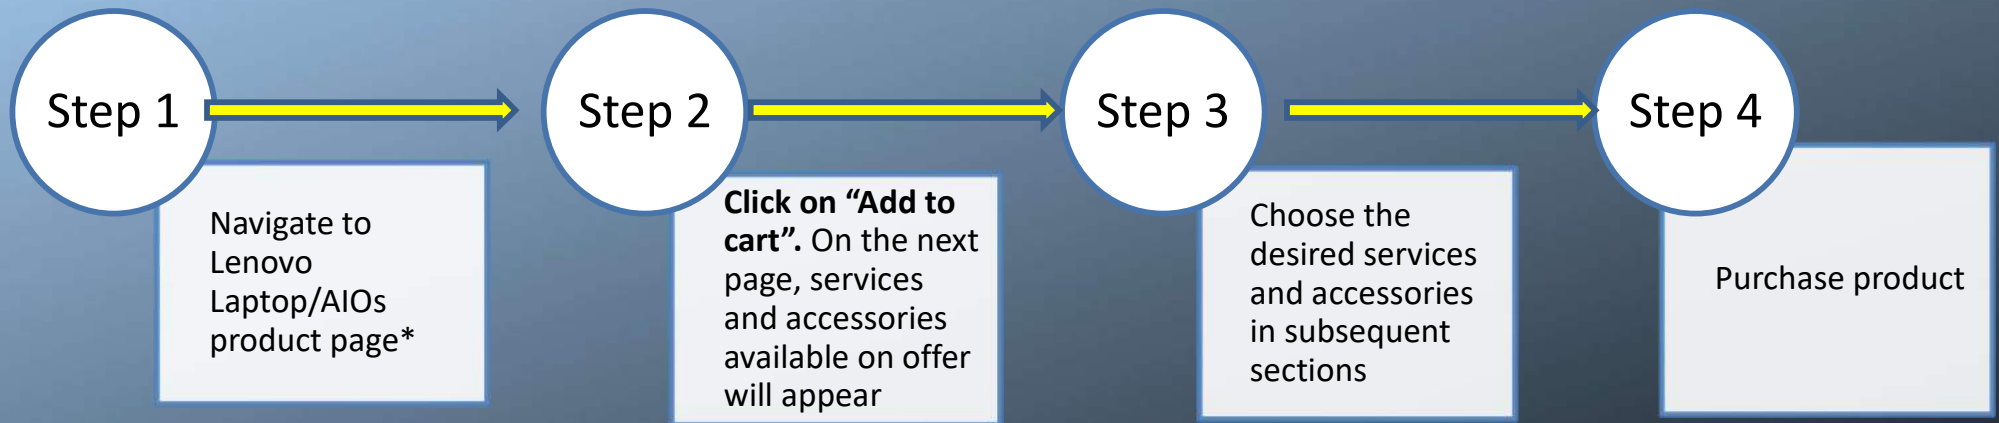 Step 1
Navigate to
Lenovo
Laptop/AIOs
product page*
Step 2
Click on “Add to
cart”. On the next
page, services
and accessories
available on offer
will appear
Step 3
Choose the
desired services
and accessories
in subsequent
sections
Step 4
Purchase product